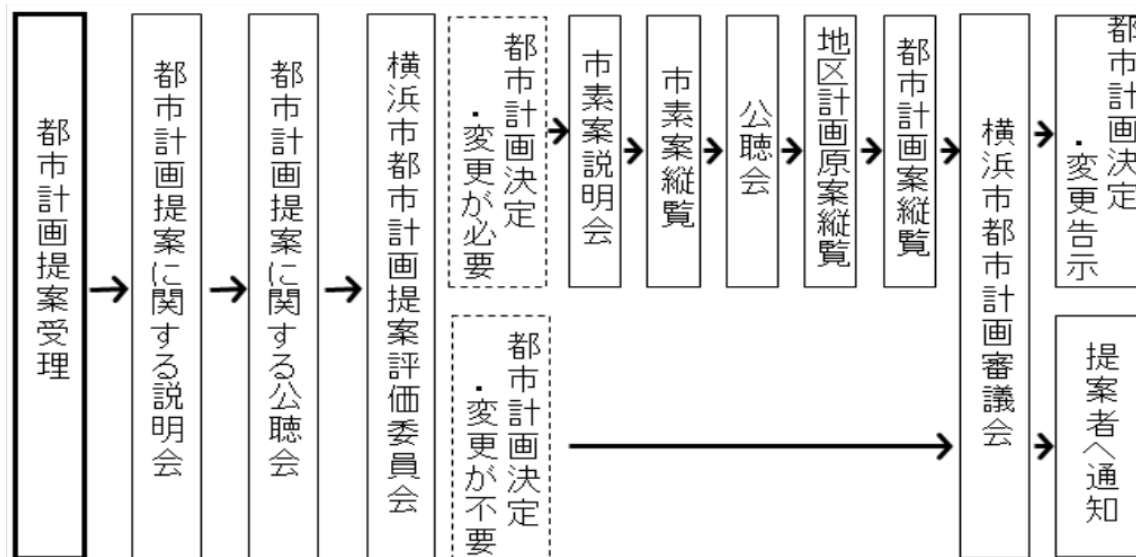 都市計画提案受理
都市計画提案に関する説明会
都市計画提案に関する公聴会
横浜市都市計画提案評価委員会
都市計画決定
・変更が必要
市素案説明会
市素案縦覧
公聴会
地区計画原案縦覧
都市計画案縦覧
都市計画決定
・変更が不要
横浜市都市計画審議会
都市計画決定
・変更告示
提案者へ通知